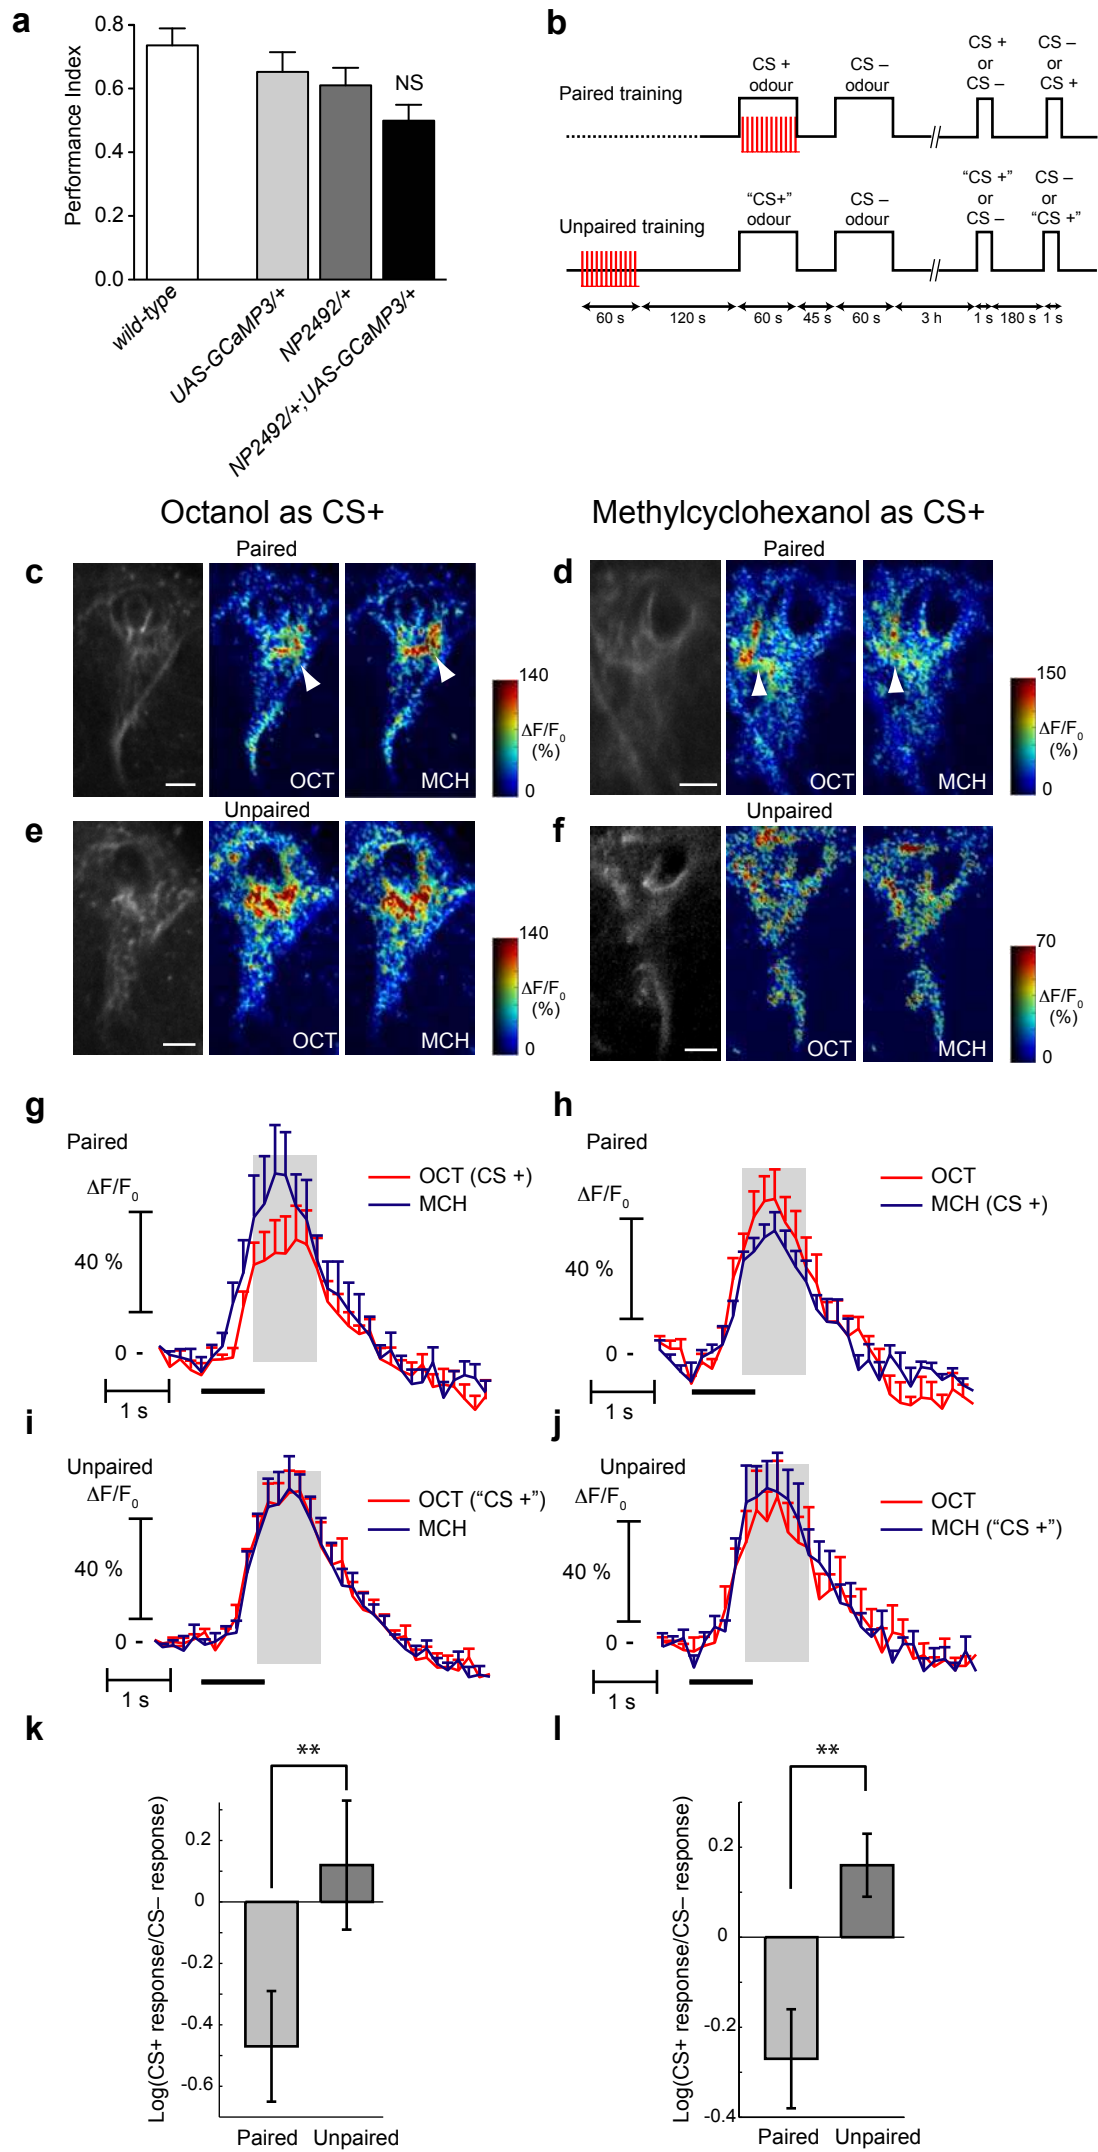 a
0.8
0.6
0.4
0.2
0.0
Performance Index
NS
wild-type
UAS-GCaMP3/+
NP2492/+
NP2492/+;UAS-GCaMP3/+
b
Paired training
CS +
odour
CS –
odour
CS +
or
CS –
CS –
or
CS +
Unpaired training
“CS+”
odour
CS –
odour
“CS +”
or
CS –
CS –
or
“CS +”
60 s
120 s
60 s
45 s
60 s
3 h
1 s
180 s
1 s
Octanol as CS+
Methylcyclohexanol as CS+
c
Paired
OCT
MCH
140
ΔF/F0
(%)
0
d
Paired
OCT
MCH
150
ΔF/F0
(%)
0
e
Unpaired
OCT
MCH
140
ΔF/F0
(%)
0
f
Unpaired
OCT
MCH
70
ΔF/F0
(%)
0
g
Paired
ΔF/F0
40 %
0 -
1 s
OCT (CS +)
MCH
h
Paired
ΔF/F0
40 %
0 -
1 s
OCT
MCH (CS +)
i
Unpaired
ΔF/F0
40 %
0 -
1 s
OCT (“CS +”)
MCH
j
Unpaired
ΔF/F0
40 %
0 -
1 s
OCT
MCH (“CS +”)
k
**
Log(CS+ response/CS– response)
0.2
0
-0.2
-0.4
-0.6
Paired
Unpaired
l
**
Log(CS+ response/CS– response)
0.2
0
-0.2
-0.4
Paired
Unpaired